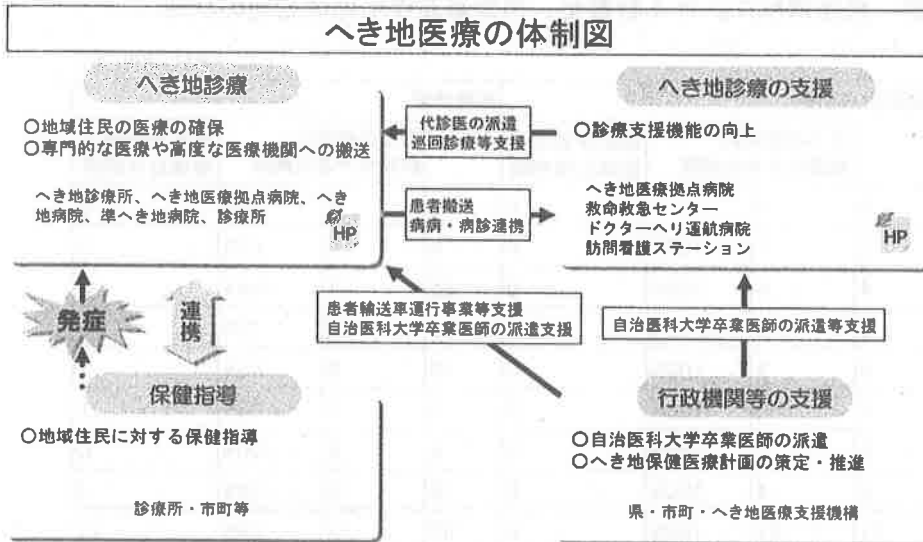 へき地医療の体制図
へき地診療
○地域住民の医療の確保
○専門的な医療や高度な医療機関への搬送
へき地診療所、へき地医療拠点病院、へき
地病院、準へき地病院、診療所
HP
代診医の派遣
巡回診療等支援
患者搬送
病病・病診連携
へき地診療の支援
○診療支援機能の向上
へき地医療拠点病院
救命救急センター
ドクターヘリ運航病院
訪問看護ステーション
HP
発症
連携
患者輸送車運行事業等支援
自治医科大学卒業医師の派遣支援
自治医科大学卒業医師の派遣等支援
保健指導
○地域住民に対する保健指導
診療所・市町等
行政機関等の支援
○自治医科大学卒業医師の派遣
○へき地保健医療計画の策定・推進
県・市町・へき地医療支援機構